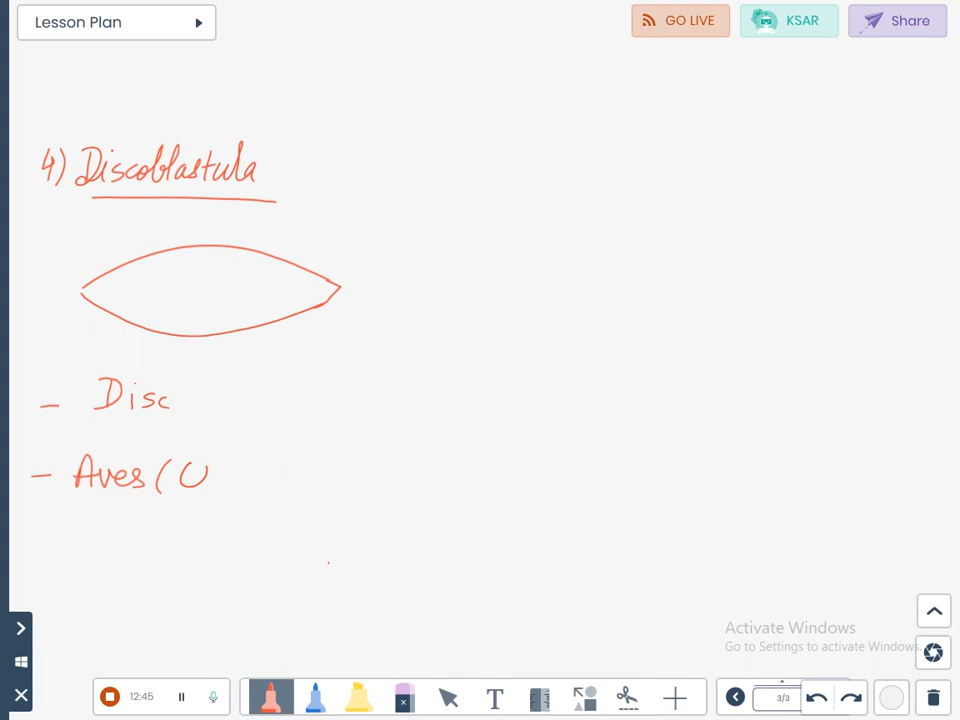 Lesson Plan
GO LIVE
KSAR
Share
4) Discoblastula
- Disc
- Aves (
Activate Windows
Go to Settings to activate Windows.
12:45
T
3/3